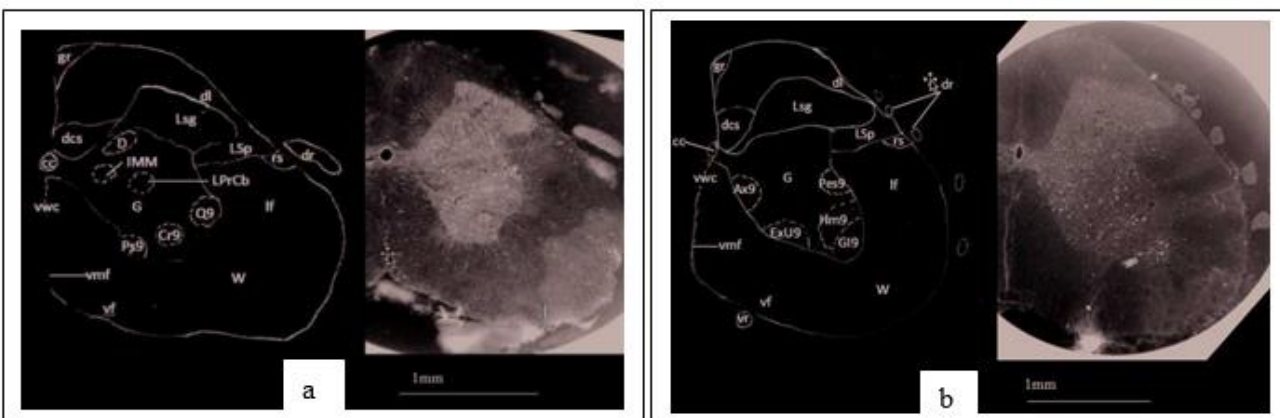 gr
dl
Lsg
dcs
D
LSp
cc
IMM
rs
dr
LPrCb
vwc
G
Q9
lf
Ps9
Cr9
vmf
W
vf
a
1mm
gr
dl
dr
Lsg
dcs
LSp
rs
cc
vwc
Ax9
G
Pes9
lf
Hm9
ExU9
Gl9
vmf
W
vf
vr
b
1mm